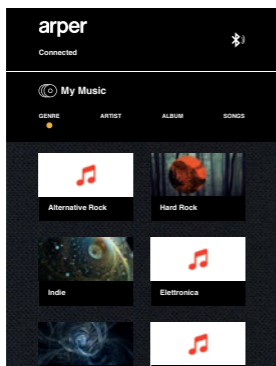 arper
Connected
My Music
GENRE ARTIST ALBUM SONGS
Alternative Rock Hard Rock
Indie Elettronica